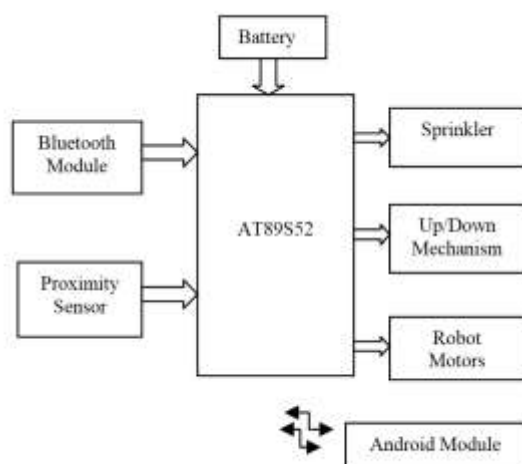 Battery
Bluetooth
Module
Sprinkler
AT89S52
Up/Down
Mechanism
Proximity
Sensor
Robot
Motors
Android Module